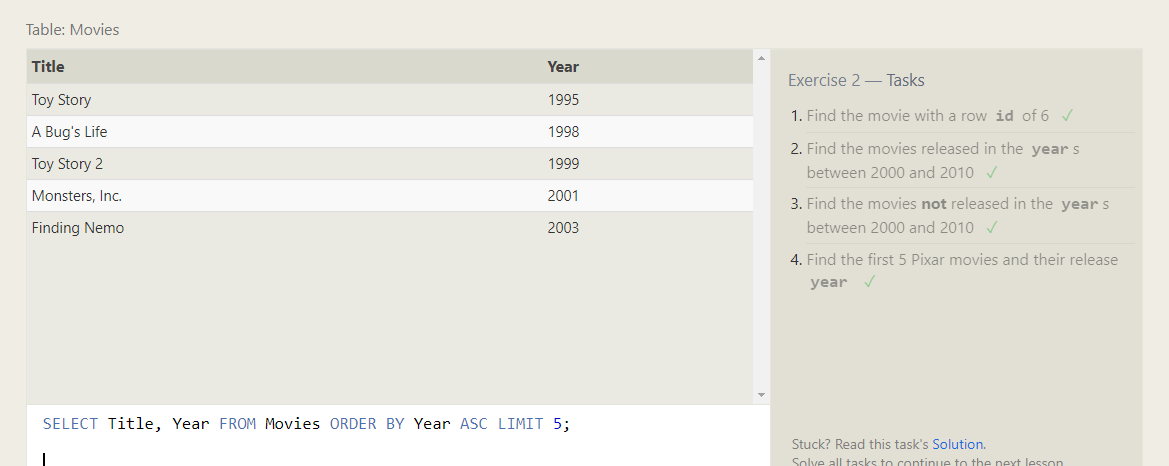 Table: Movies
Title Year
Toy Story 1995
A Bug's Life 1998
Toy Story 2 1999
Monsters, Inc. 2001
Finding Nemo 2003
SELECT Title, Year FROM Movies ORDER BY Year ASC LIMIT 5;
Exercise 2 — Tasks
1. Find the movie with a row id of 6 ✓
2. Find the movies released in the year s
between 2000 and 2010 ✓
3. Find the movies not released in the year s
between 2000 and 2010 ✓
4. Find the first 5 Pixar movies and their release
year ✓
Stuck? Read this task's Solution.
Solve all tasks to continue to the next lesson.